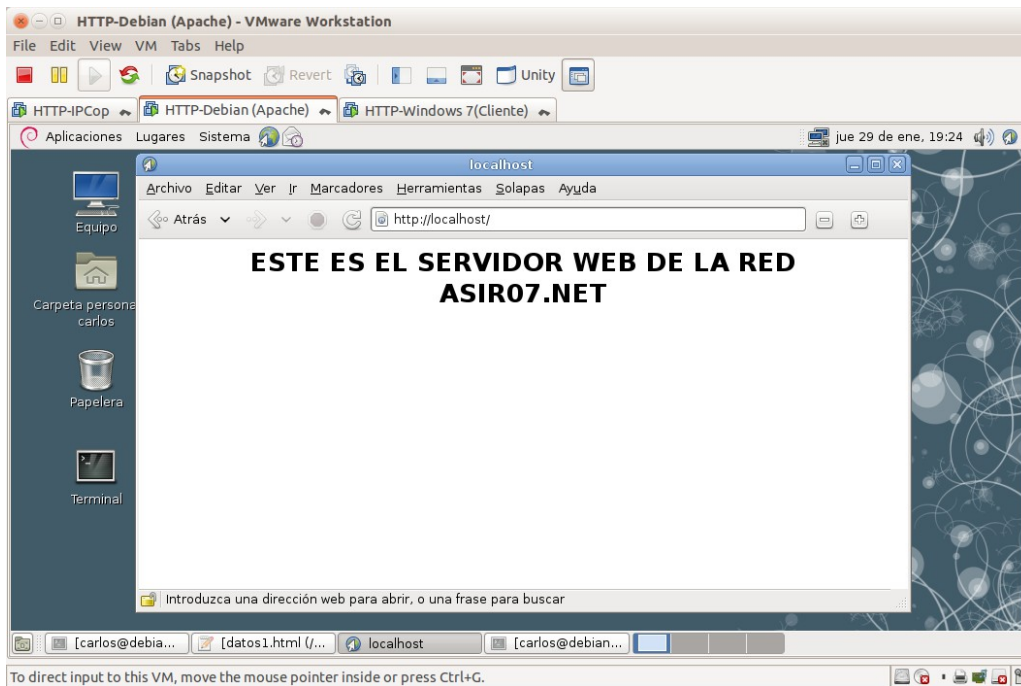 HTTP-Debian (Apache) - VMware Workstation
File Edit View VM Tabs Help
Snapshot Revert Unity
HTTP-IPCop HTTP-Debian (Apache) HTTP-Windows 7(Cliente)
Aplicaciones Lugares Sistema jue 29 de ene, 19:24
localhost
Archivo Editar Ver Ir Marcadores Herramientas Solapas Ayuda
Atrás http://localhost/
ESTE ES EL SERVIDOR WEB DE LA RED
ASIR07.NET
Equipo
Carpeta persona
carlos
Papelera
Terminal
Introduzca una dirección web para abrir, o una frase para buscar
[carlos@debia... [datos1.html (/... localhost [carlos@debian...
To direct input to this VM, move the mouse pointer inside or press Ctrl+G.